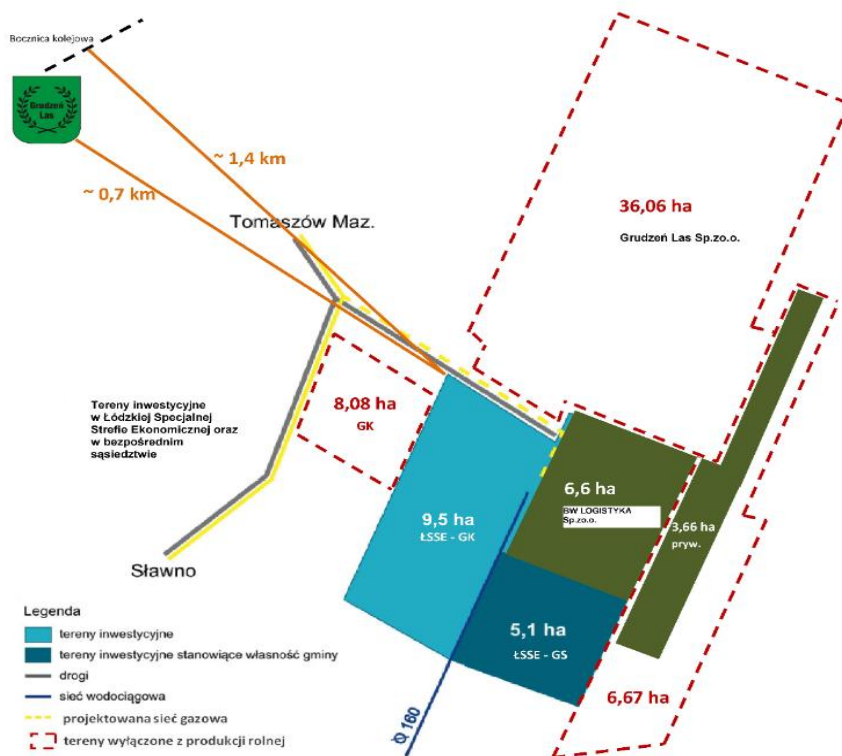 Bocznica kolejowa
Grudzeń
Las
~ 1,4 km
~ 0,7 km
Tomaszów Maz.
36,06 ha
Grudzeń Las Sp.zo.o.
Tereny inwestycyjne
w Łódzkiej Specjalnej
Strefie Ekonomicznej oraz
w bezpośrednim
sąsiedztwie
8,08 ha
GK
6,6 ha
BW LOGISTYKA
Sp.zo.o.
9,5 ha
ŁSSE - GK
3,66 ha
pryw.
Sławno
5,1 ha
ŁSSE - GS
6,67 ha
Ø 160
Legenda
tereny inwestycyjne
tereny inwestycyjne stanowiące własność gminy
drogi
sieć wodociągowa
projektowana sieć gazowa
tereny wyłączone z produkcji rolnej